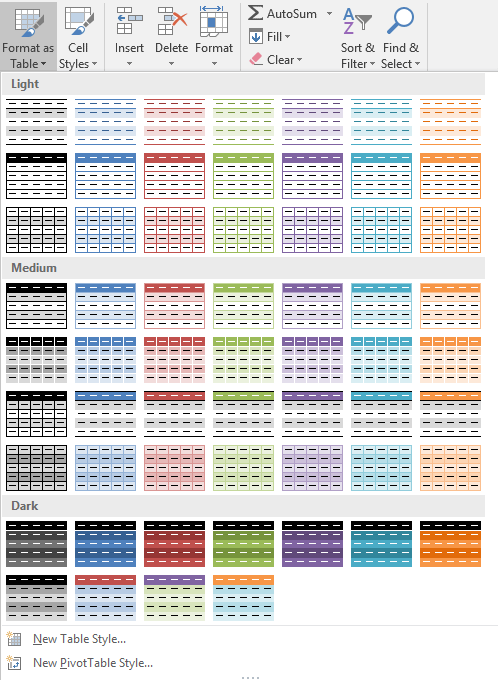 Format as
Table
Cell
Styles
Insert
Delete
Format
AutoSum
Fill
Clear
Sort &
Filter
Find &
Select
Light
Medium
Dark
New Table Style...
New PivotTable Style...